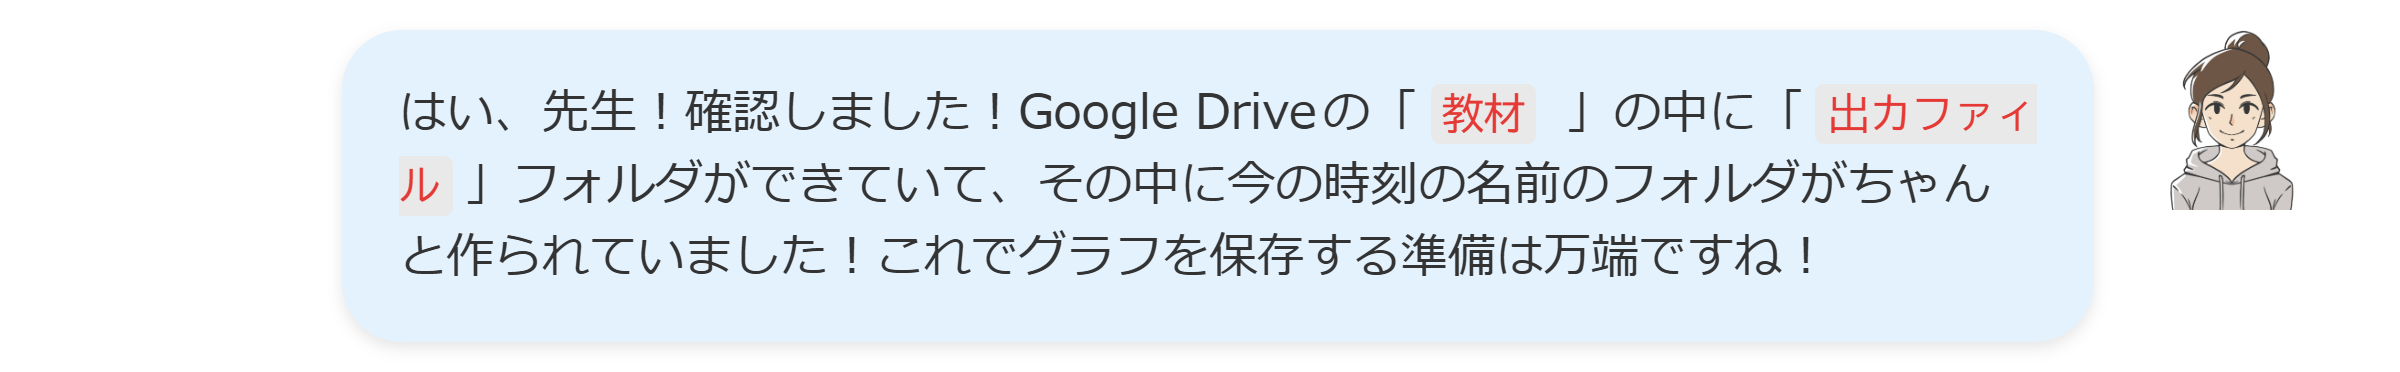 はい、先生！確認しました！Google Driveの「 教材 」の中に「 出力ファイ
ル 」フォルダができていて、その中に今の時刻の名前のフォルダがちゃん
と作られていました！これでグラフを保存する準備は万端ですね！